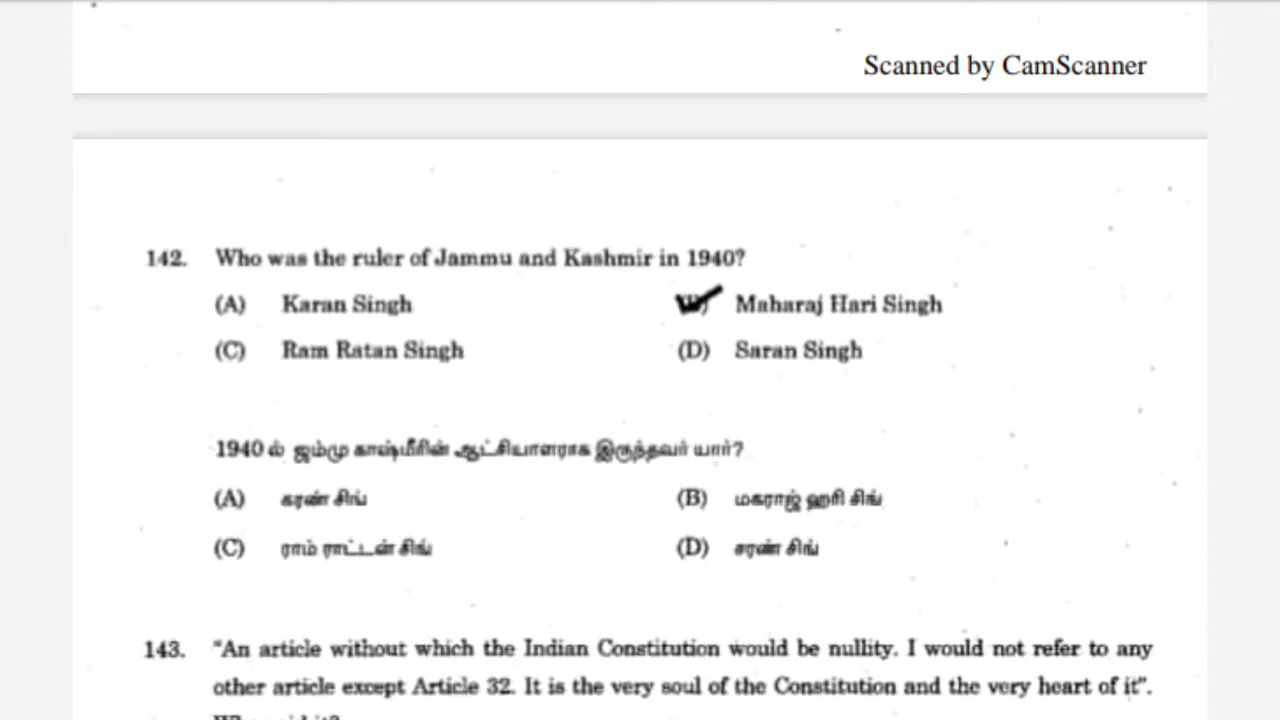 Scanned by CamScanner
142. Who was the ruler of Jammu and Kashmir in 1940?
(A) Karan Singh Maharaj Hari Singh
(C) Ram Ratan Singh (D) Saran Singh
1940 ல் ஜம்மு காஷ்மீரின் ஆட்சியாளராக இருந்தவர் யார்?
(A) கரண் சிங் (B) மகராஜ் ஹரி சிங்
(C) ராம் ராட்டன் சிங் (D) சரண் சிங்
143. "An article without which the Indian Constitution would be nullity. I would not refer to any
other article except Article 32. It is the very soul of the Constitution and the very heart of it".